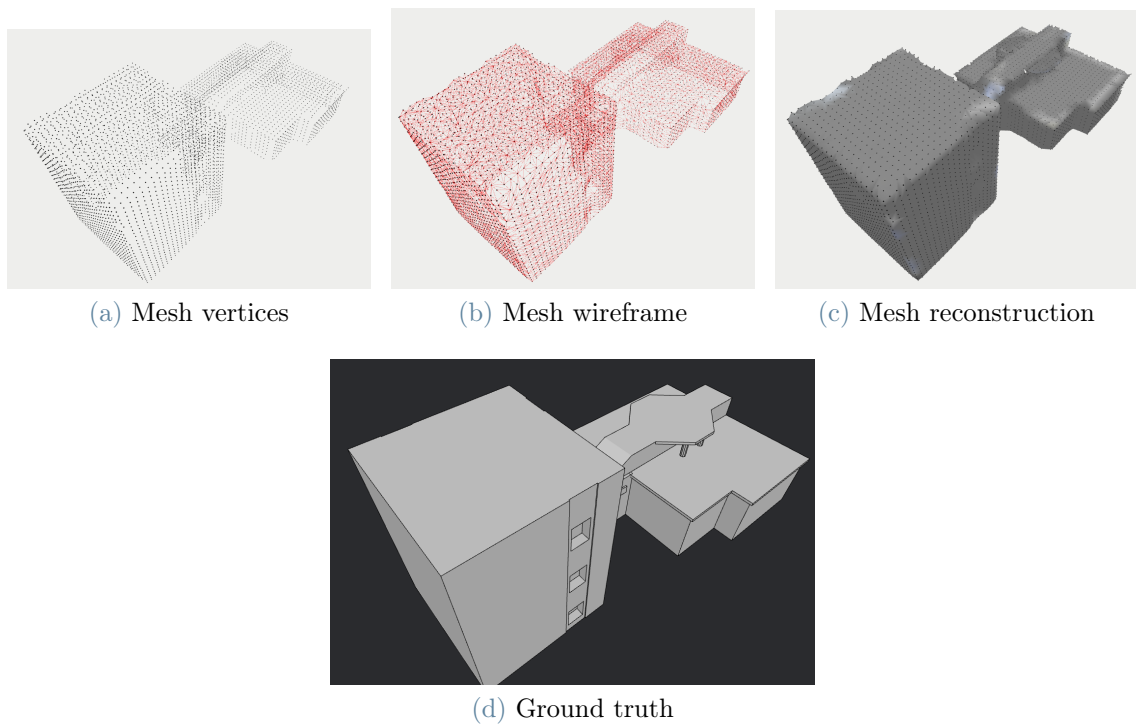 (a) Mesh vertices
(b) Mesh wireframe
(c) Mesh reconstruction
(d) Ground truth